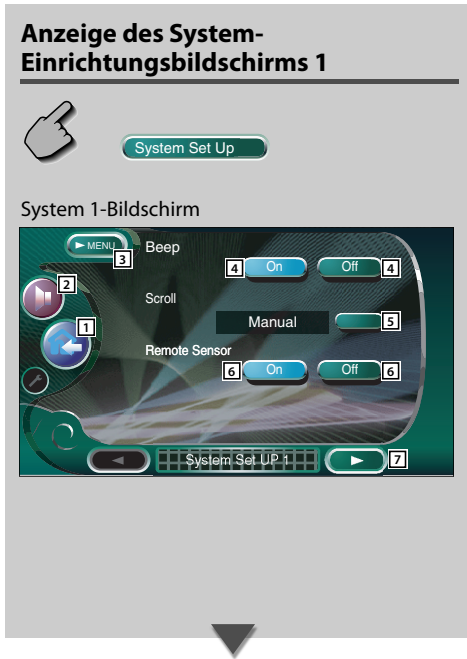 Anzeige des System-
Einrichtungsbildschirms 1
System Set Up
System 1-Bildschirm
► MENU
3
Beep
4 On Off 4
2
Scroll
1
Manual 5
Remote Sensor
6 On Off 6
◄ System Set UP 1 ► 7